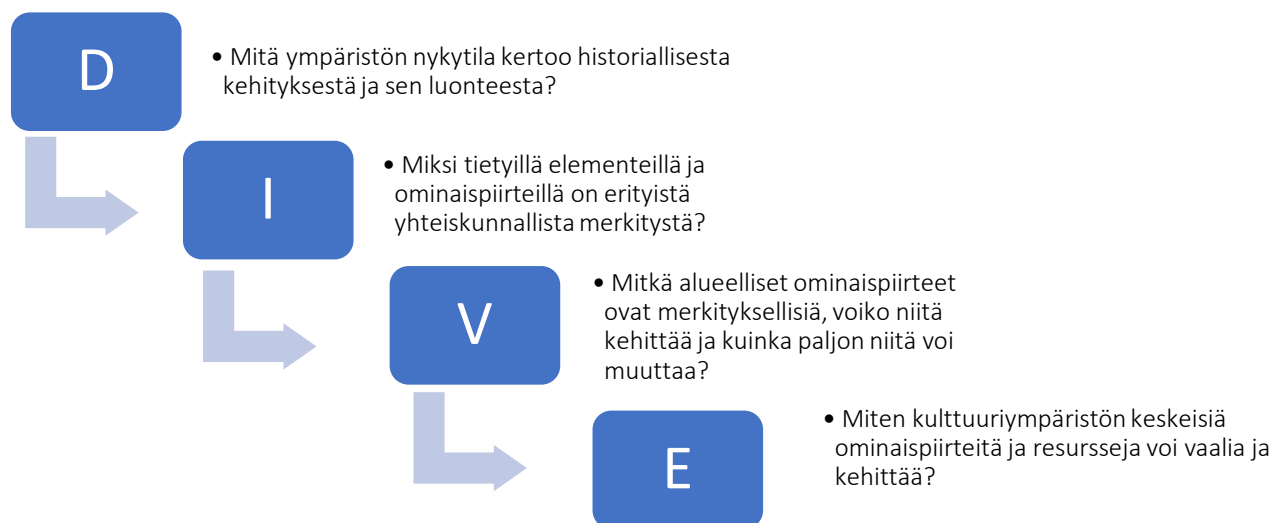 D
• Mitä ympäristön nykytila kertoo historiallisesta
kehityksestä ja sen luonteesta?
I
• Miksi tietyillä elementeillä ja
ominaispiirteillä on erityistä
yhteiskunnallista merkitystä?
V
• Mitkä alueelliset ominaispiirteet
ovat merkityksellisiä, voiko niitä
kehittää ja kuinka paljon niitä voi
muuttaa?
E
• Miten kulttuuriympäristön keskeisiä
ominaispiirteitä ja resursseja voi vaalia ja
kehittää?